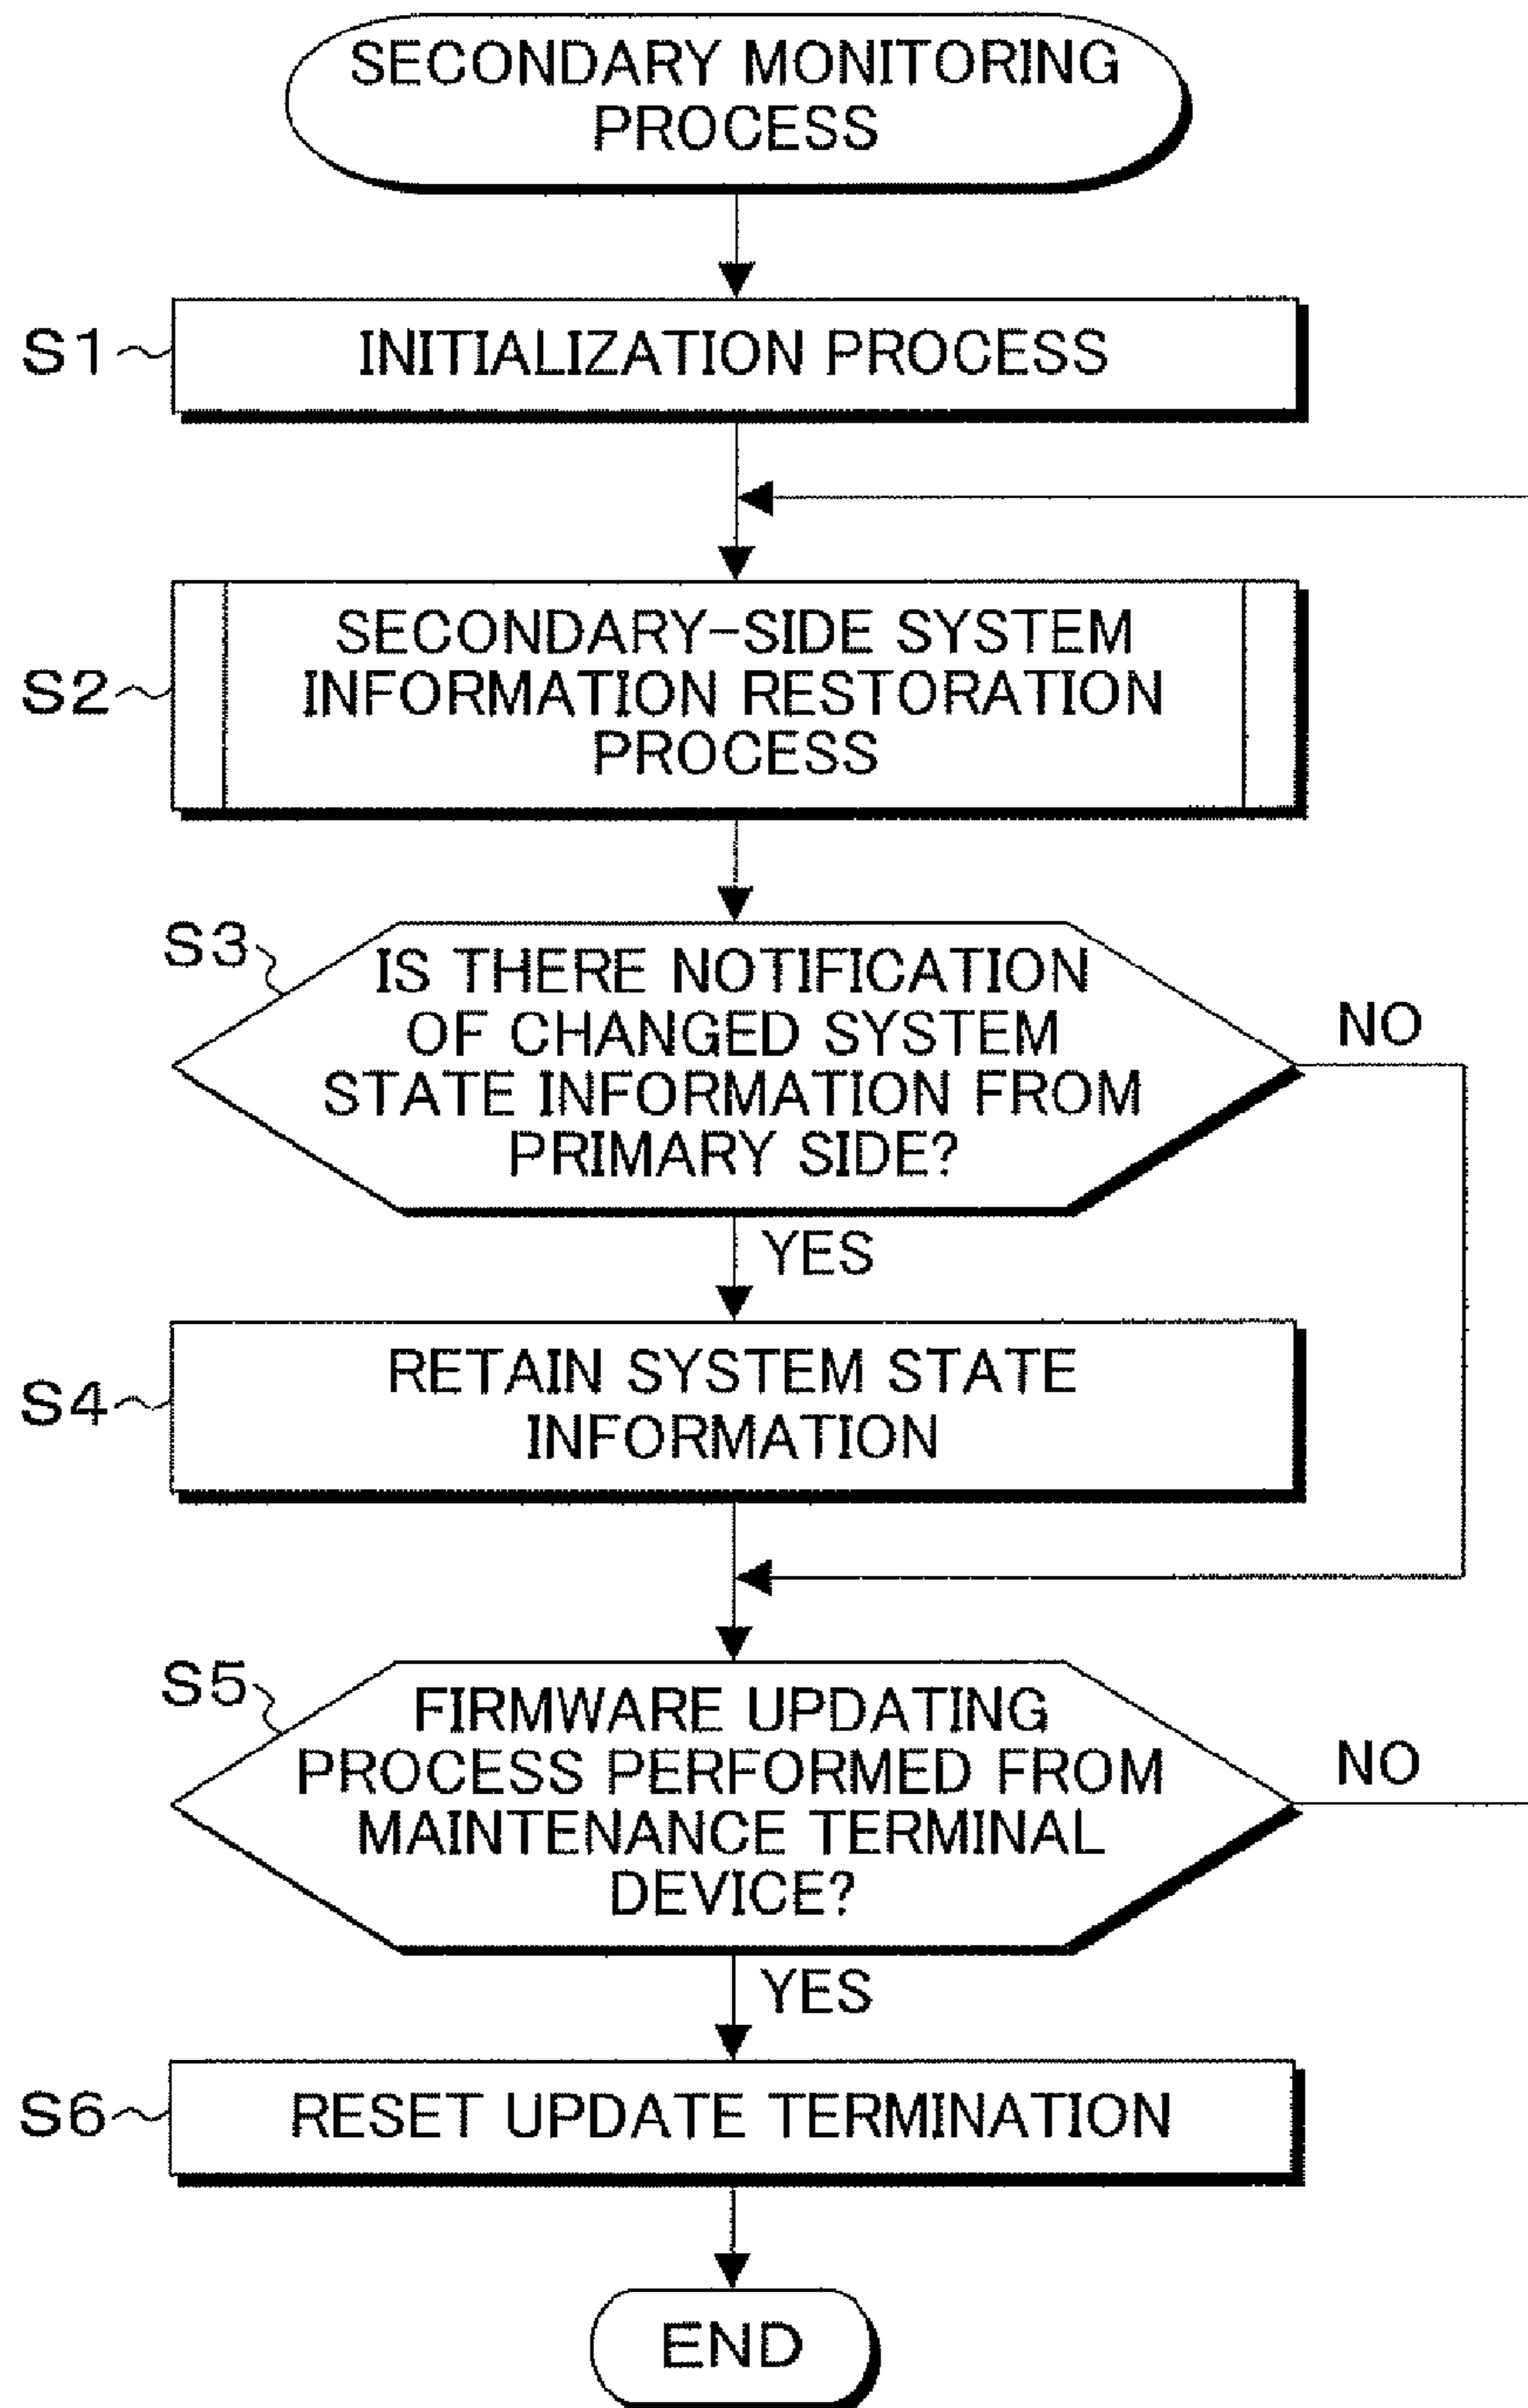 SECONDARY MONITORING
PROCESS
S1
INITIALIZATION PROCESS
S2
SECONDARY-SIDE SYSTEM
INFORMATION RESTORATION
PROCESS
S3
IS THERE NOTIFICATION
OF CHANGED SYSTEM
STATE INFORMATION FROM
PRIMARY SIDE?
NO
YES
S4
RETAIN SYSTEM STATE
INFORMATION
S5
FIRMWARE UPDATING
PROCESS PERFORMED FROM
MAINTENANCE TERMINAL
DEVICE?
NO
YES
S6
RESET UPDATE TERMINATION
END